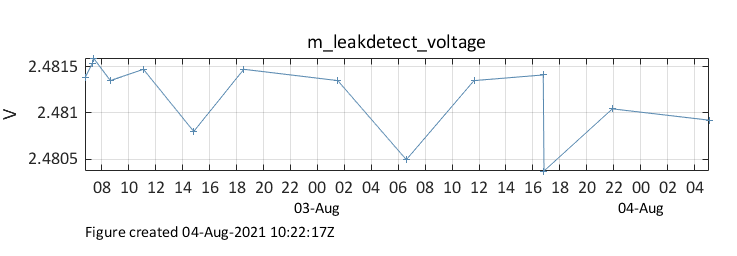 m_leakdetect_voltage
2.4815
2.481
2.4805
V
08 10 12 14 16 18 20 22 00 02 04 06 08 10 12 14 16 18 20 22 00 02 04
03-Aug 04-Aug
Figure created 04-Aug-2021 10:22:17Z